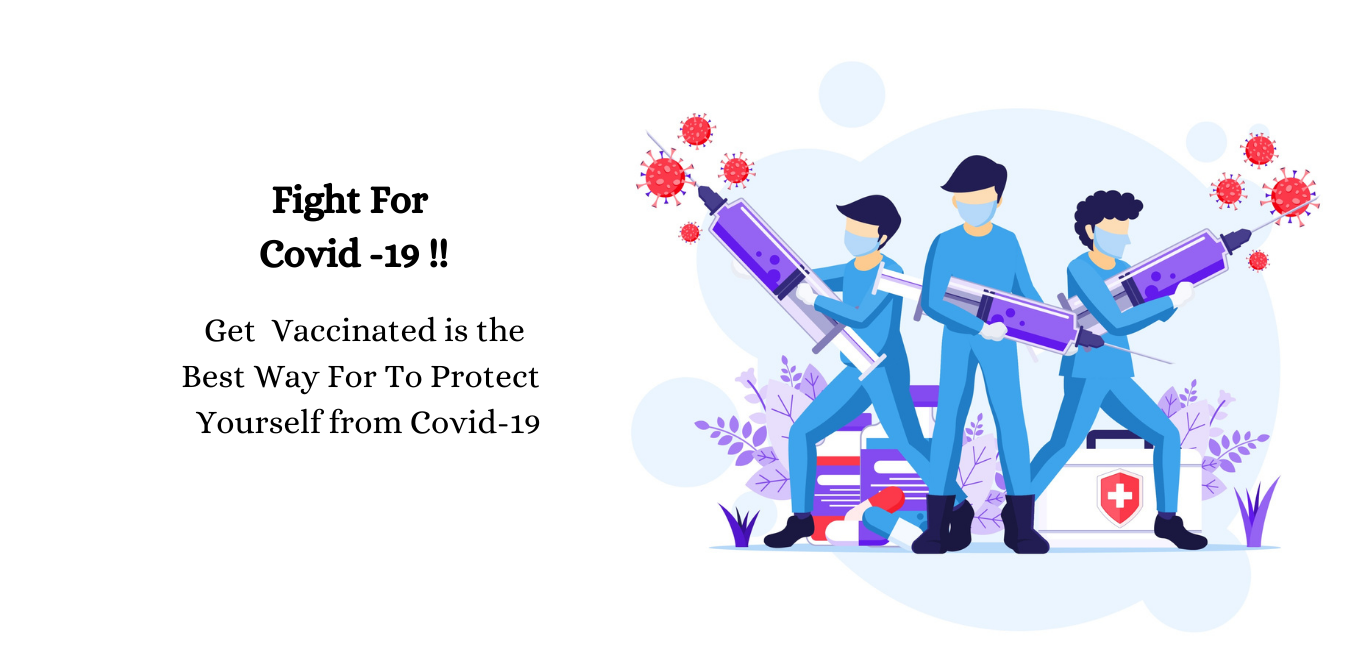 Fight For
Covid -19 !!
Get Vaccinated is the
Best Way For To Protect
Yourself from Covid-19